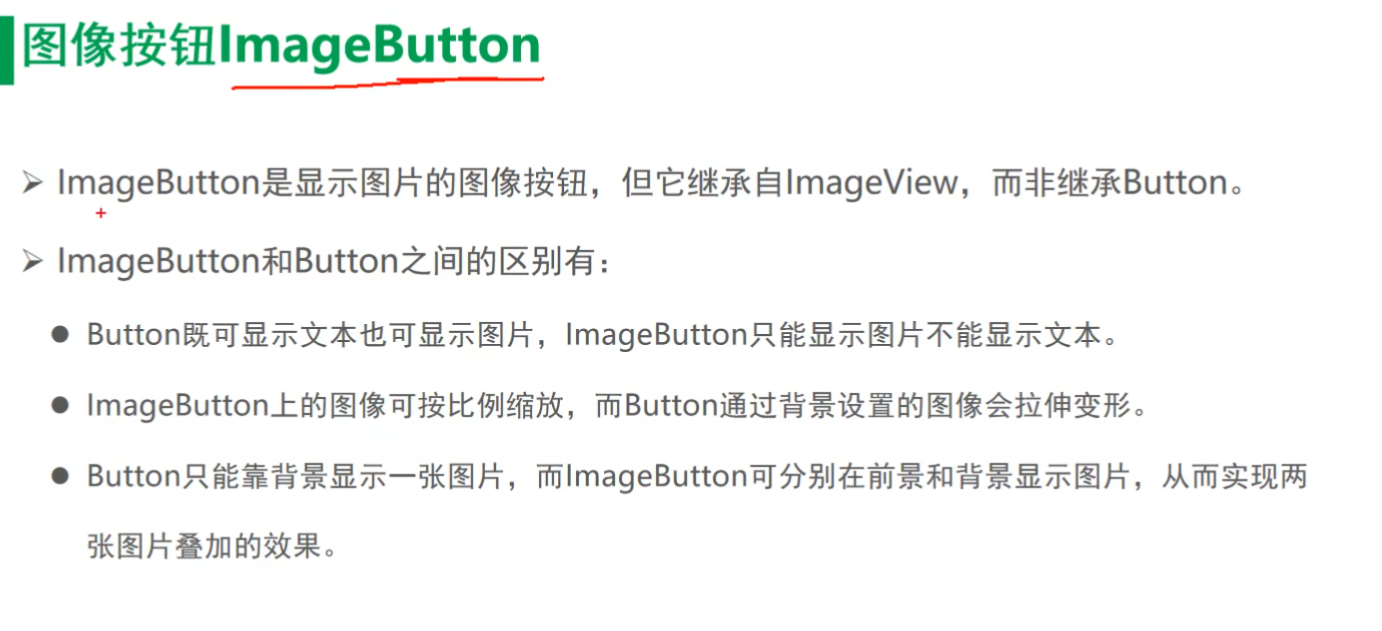 图像按钮ImageButton
ImageButton是显示图片的图像按钮，但它继承自ImageView，而非继承Button。
ImageButton和Button之间的区别有：
Button既可显示文本也可显示图片，ImageButton只能显示图片不能显示文本。
ImageButton上的图像可按比例缩放，而Button通过背景设置的图像会拉伸变形。
Button只能靠背景显示一张图片，而ImageButton可分别在前景和背景显示图片，从而实现两
张图片叠加的效果。